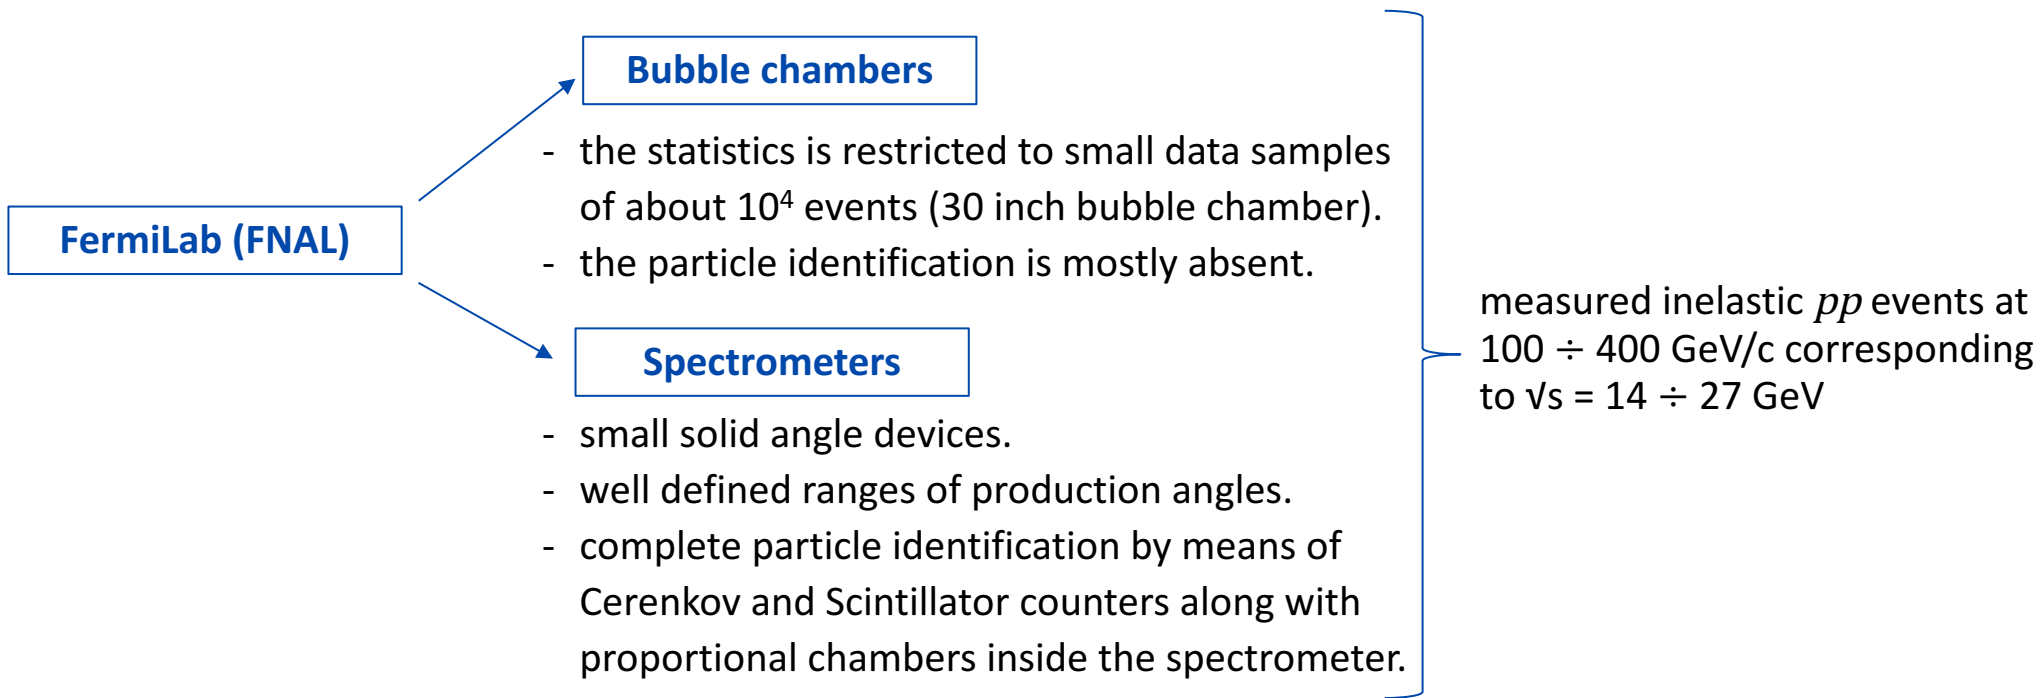 FermiLab (FNAL)
Bubble chambers
- the statistics is restricted to small data samples
of about 10⁴ events (30 inch bubble chamber).
- the particle identification is mostly absent.
Spectrometers
- small solid angle devices.
- well defined ranges of production angles.
- complete particle identification by means of
Cerenkov and Scintillator counters along with
proportional chambers inside the spectrometer.
measured inelastic pp events at
100 ÷ 400 GeV/c corresponding
to √s = 14 ÷ 27 GeV